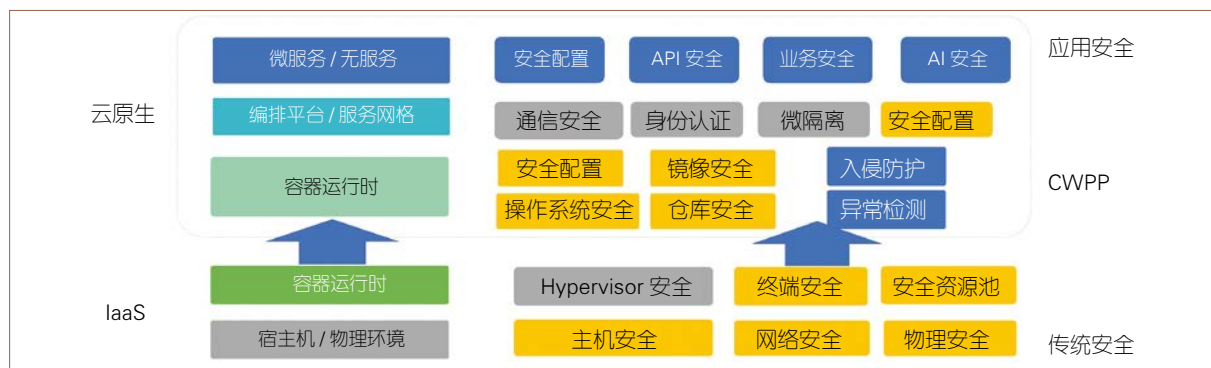 微服务 / 无服务 安全配置 API 安全 业务安全 AI 安全 应用安全
云原生 编排平台 / 服务网格 通信安全 身份认证 微隔离 安全配置
容器运行时 安全配置 镜像安全 入侵防护 CWPP
操作系统安全 仓库安全 异常检测
IaaS 容器运行时 Hypervisor 安全 终端安全 安全资源池
宿主机 / 物理环境 主机安全 网络安全 物理安全 传统安全